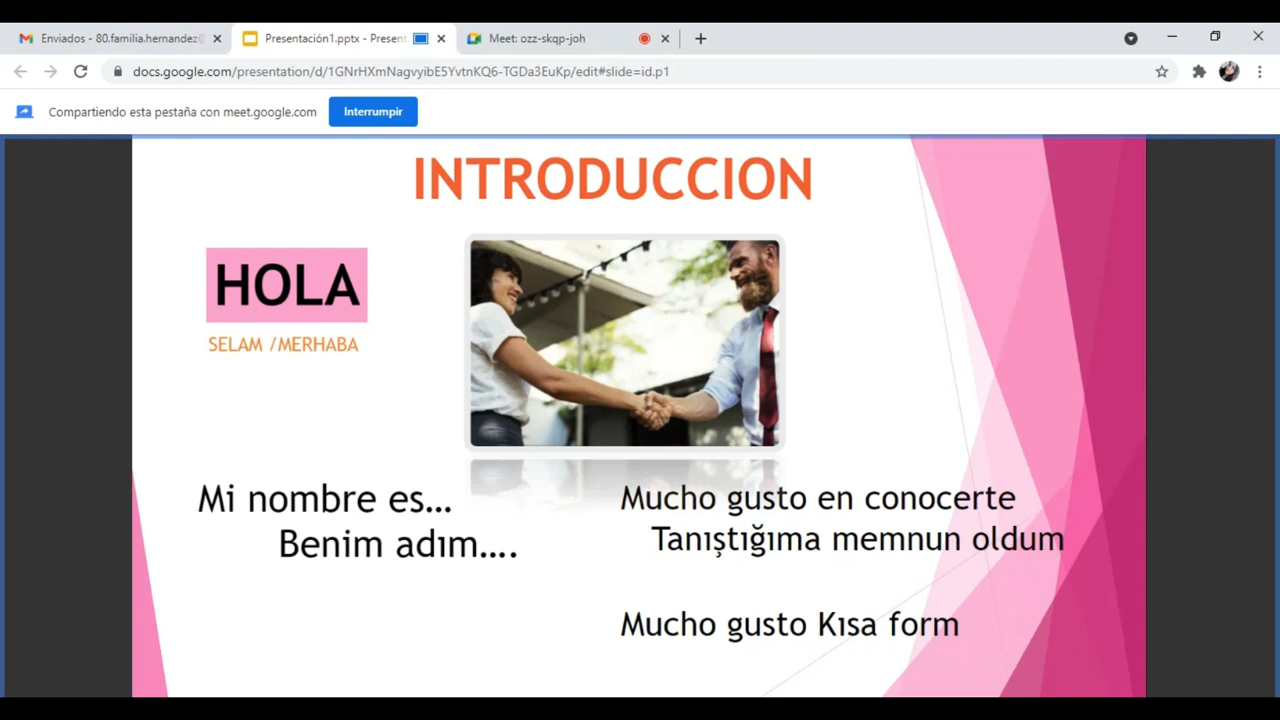 Enviados - 80.familia.hernandez@
Presentación1.pptx - Present
Meet: ozz-skqp-joh
docs.google.com/presentation/d/1GNrHXmNagvyibE5YvtnKQ6-TGDa3EuKp/edit#slide=id.p1
Compartiendo esta pestaña con meet.google.com
Interrumpir
INTRODUCCION
HOLA
SELAM /MERHABA
Mi nombre es...
Benim adım....
Mucho gusto en conocerte
Tanıştığıma memnun oldum
Mucho gusto Kısa form